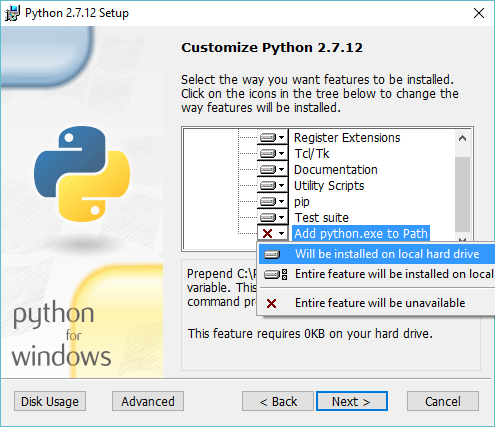 Python 2.7.12 Setup
Customize Python 2.7.12
Select the way you want features to be installed.
Click on the icons in the tree below to change the
way features will be installed.
Register Extensions
Tcl/Tk
Documentation
Utility Scripts
pip
Test suite
Add python.exe to Path
Will be installed on local hard drive
Entire feature will be installed on local
Entire feature will be unavailable
Prepend C:\
variable. This
command
This feature requires 0KB on your hard drive.
python
for
windows
Disk Usage
Advanced
< Back
Next >
Cancel